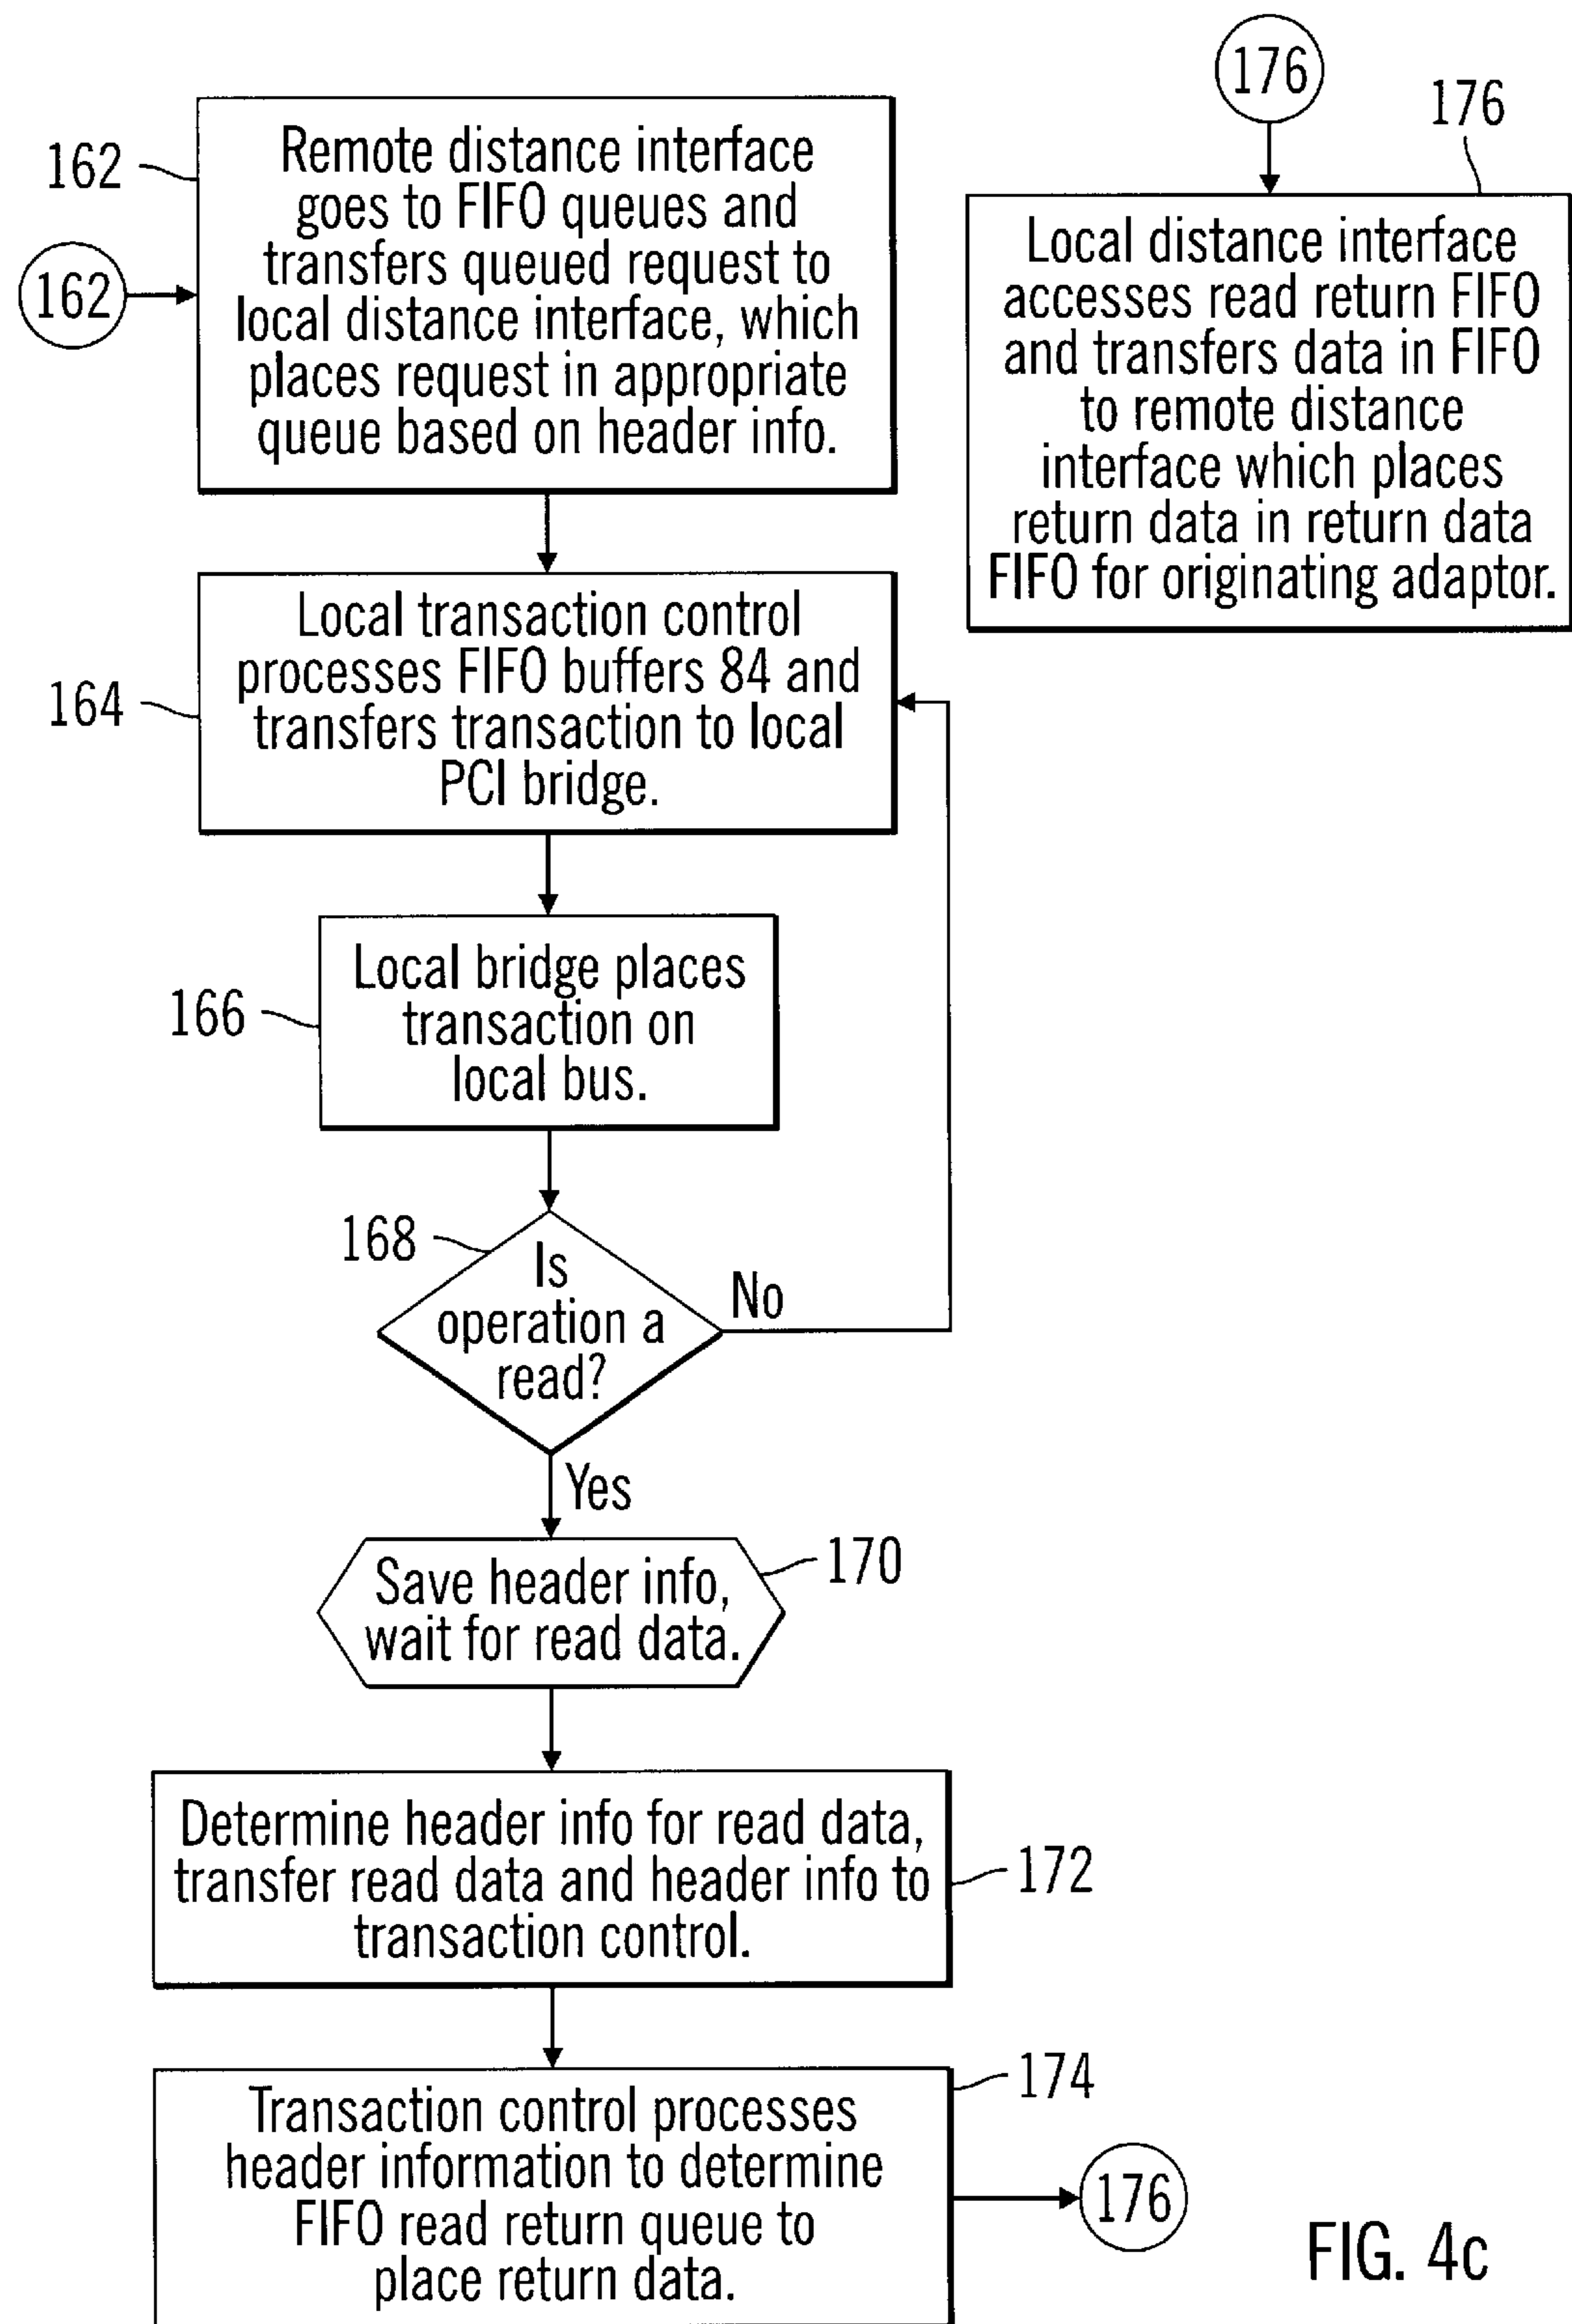 162
162
Remote distance interface
goes to FIFO queues and
transfers queued request to
local distance interface, which
places request in appropriate
queue based on header info.
164
Local transaction control
processes FIFO buffers 84 and
transfers transaction to local
PCI bridge.
166
Local bridge places
transaction on
local bus.
168
Is
operation a
read?
No
Yes
Save header info,
wait for read data.
170
Determine header info for read data,
transfer read data and header info to
transaction control.
172
Transaction control processes
header information to determine
FIFO read return queue to
place return data.
174
176
176
176
Local distance interface
accesses read return FIFO
and transfers data in FIFO
to remote distance
interface which places
return data in return data
FIFO for originating adaptor.
FIG. 4c